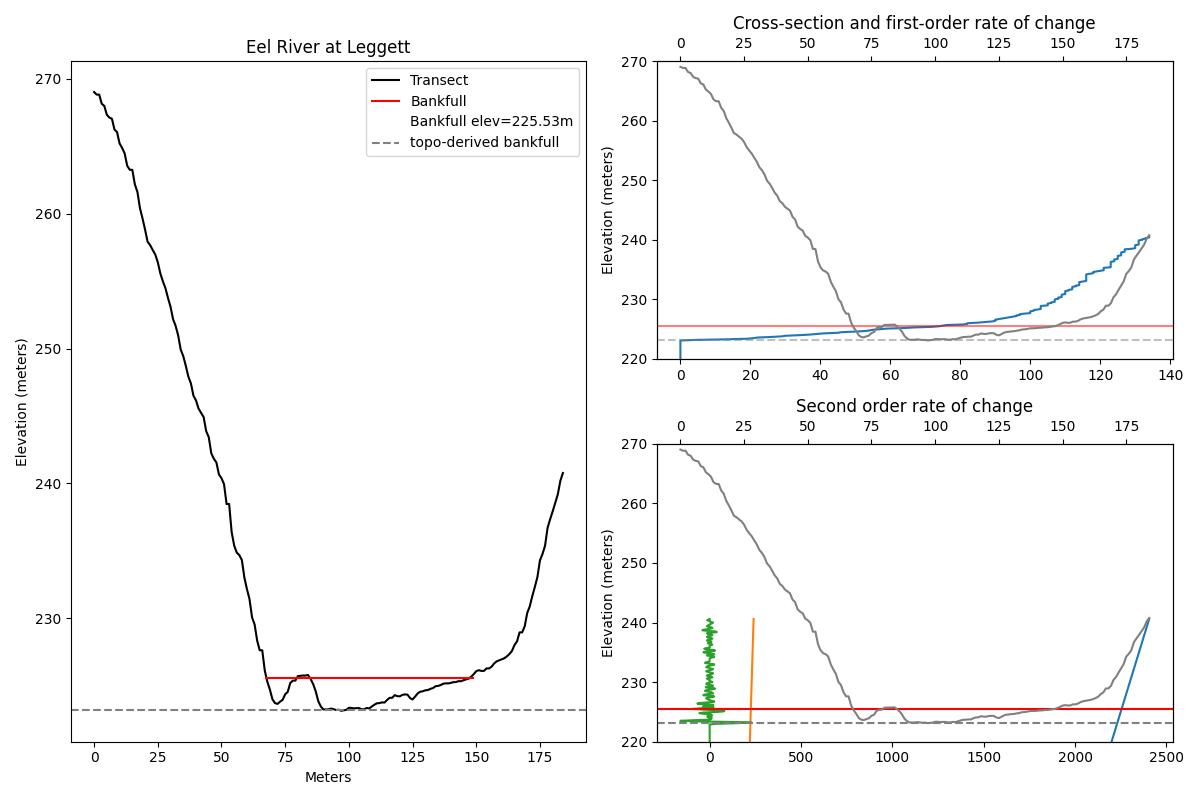 Eel River at Leggett
270
260
250
240
230
Elevation (meters)
0 25 50 75 100 125 150 175
Meters
Transect
Bankfull
Bankfull elev=225.53m
topo-derived bankfull
Cross-section and first-order rate of change
0 25 50 75 100 125 150 175
270
260
250
240
230
220
Elevation (meters)
0 20 40 60 80 100 120 140
Second order rate of change
0 25 50 75 100 125 150 175
270
260
250
240
230
220
Elevation (meters)
0 500 1000 1500 2000 2500